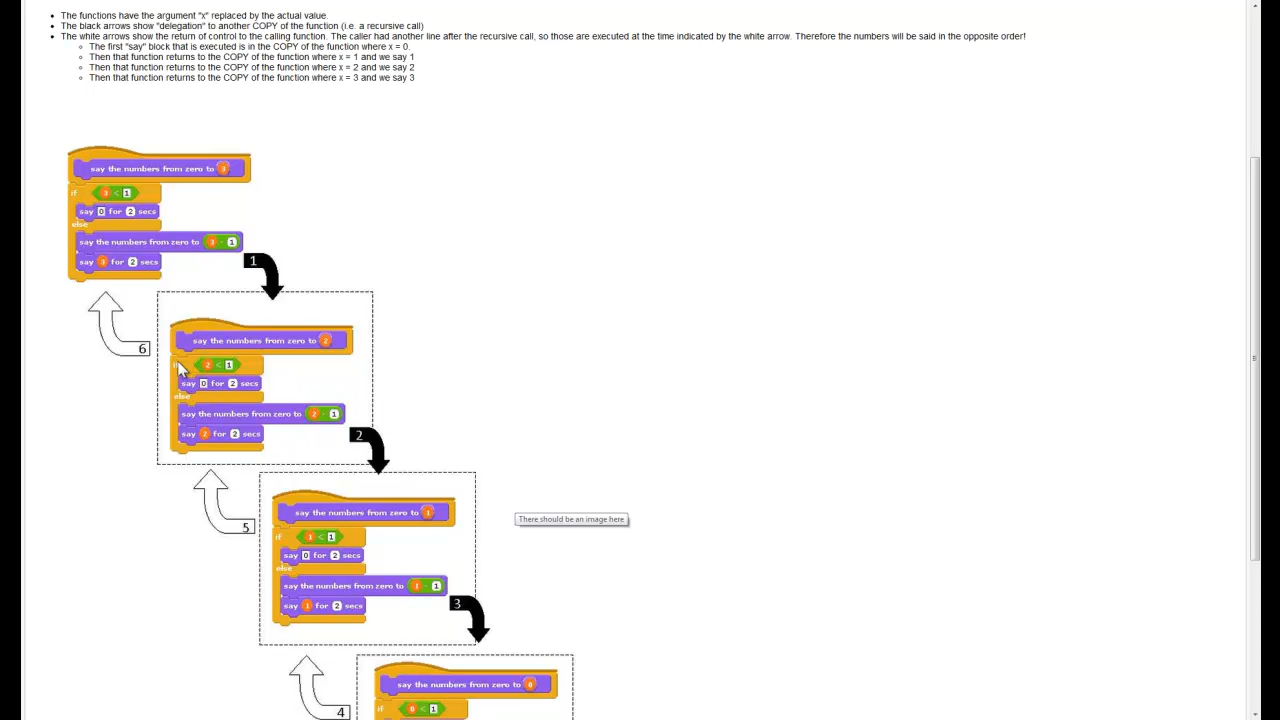 The functions have the argument "x" replaced by the actual value.
The black arrows show "delegation" to another COPY of the function (i.e. a recursive call)
The white arrows show the return of control to the calling function. The caller had another line after the recursive call, so those are executed at the time indicated by the white arrow. Therefore the numbers will be said in the opposite order!
The first "say" block that is executed is in the COPY of the function where x = 0.
Then that function returns to the COPY of the function where x = 1 and we say 1
Then that function returns to the COPY of the function where x = 2 and we say 2
Then that function returns to the COPY of the function where x = 3 and we say 3
say the numbers from zero to 3
if 3 < 1
say 0 for 2 secs
else
say the numbers from zero to 3 - 1
say 3 for 2 secs
1
6
say the numbers from zero to 2
2 < 1
say 0 for 2 secs
else
say the numbers from zero to 2 - 1
say 2 for 2 secs
2
5
say the numbers from zero to 1
if 1 < 1
say 0 for 2 secs
else
say the numbers from zero to 1 - 1
say 1 for 2 secs
3
There should be an image here
4
say the numbers from zero to 0
if 0 < 1